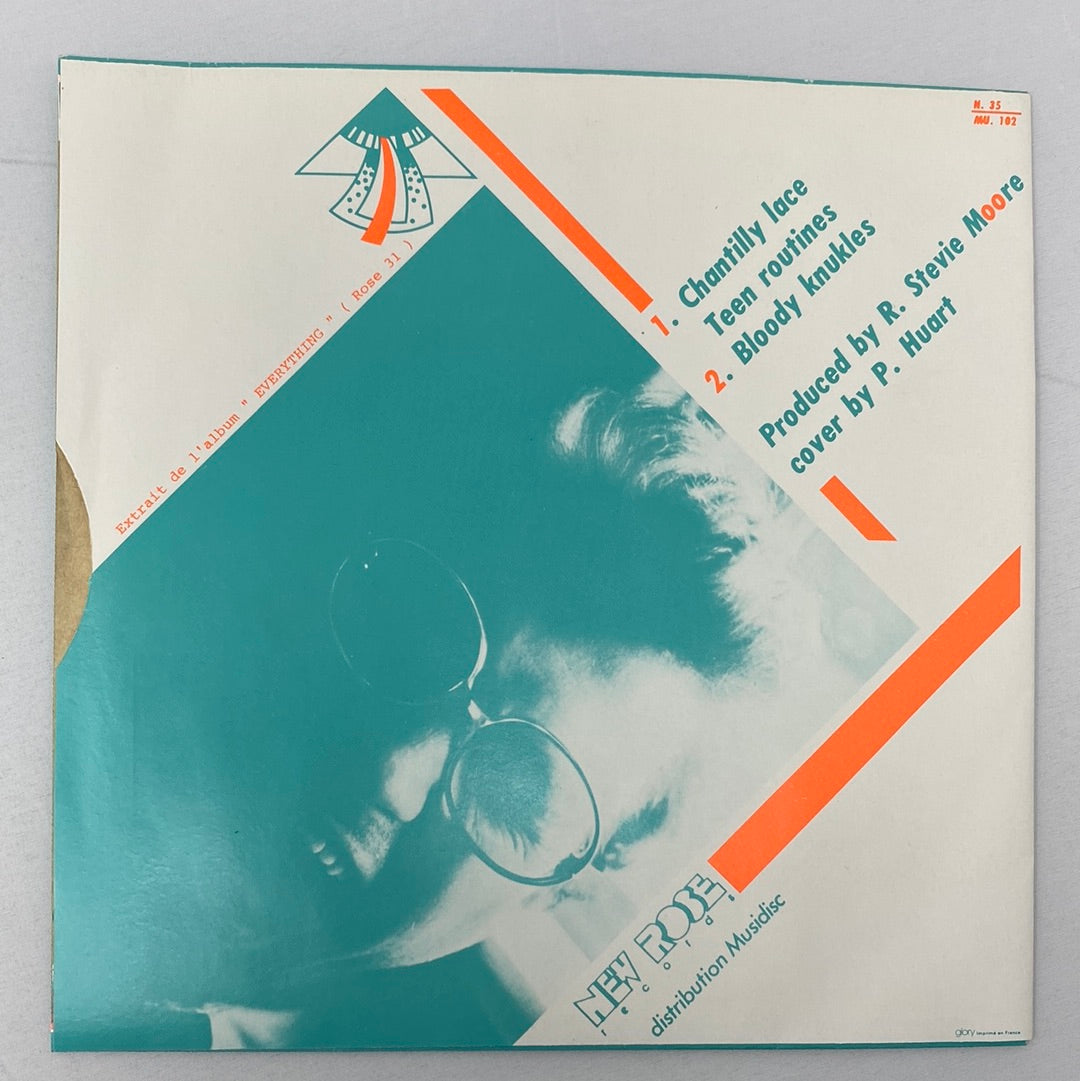 N. 35
MU. 102
1. Chantilly lace
Teen routines
2. Bloody knukles
Produced by R. Stevie Moore
cover by P. Huart
Extrait de l'album " EVERYTHING " ( Rose 31 )
NEW ROSE
records
distribution Musidisc
glory Imprimé en France